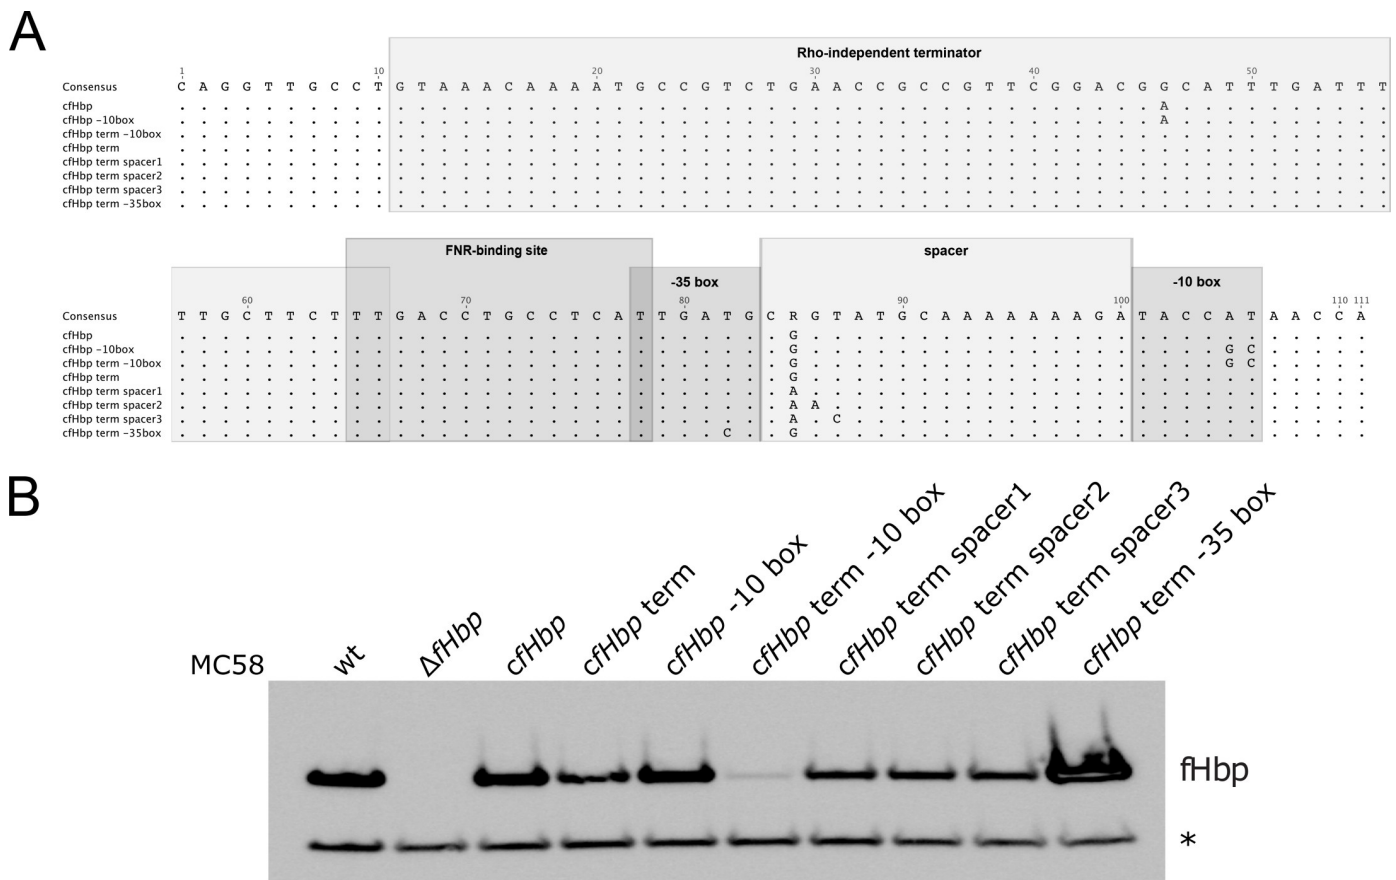 A
Rho-independent terminator
1 10 20 30 40 50
Consensus C A G G T T G C C T G T A A A C A A A A T G C C G T C T G A A C C G C C G T T C G G A C G G C A T T T G A T T T
cfHbp A
cfHbp -10box A
cfHbp term -10box
cfHbp term
cfHbp term spacer1
cfHbp term spacer2
cfHbp term spacer3
cfHbp term -35box
FNR-binding site spacer
-35 box -10 box
60 70 80 90 100 110 111
Consensus T T G C T T C T T T G A C C T G C C T C A T T G A T G C R G T A T G C A A A A A A A G A T A C C A T A A C C A
cfHbp G
cfHbp -10box G G C
cfHbp term -10box G G C
cfHbp term G
cfHbp term spacer1 A
cfHbp term spacer2 A A
cfHbp term spacer3 A C
cfHbp term -35box C G
B
MC58
wt
ΔfHbp
cfHbp
cfHbp term
cfHbp -10 box
cfHbp term -10 box
cfHbp term spacer1
cfHbp term spacer2
cfHbp term spacer3
cfHbp term -35 box
fHbp
*